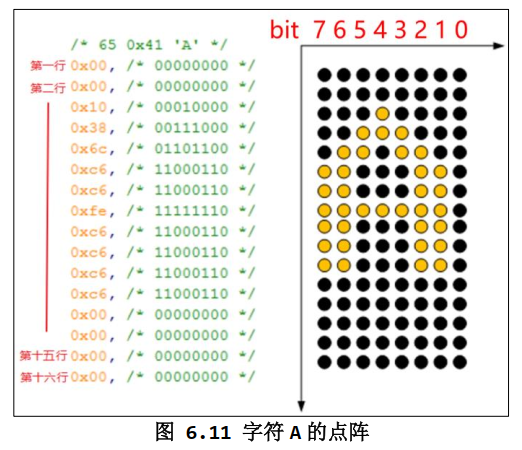 bit 7 6 5 4 3 2 1 0
/* 65 0x41 'A' */
第一行 0x00, /* 00000000 */
第二行 0x00, /* 00000000 */
0x10, /* 00010000 */
0x38, /* 00111000 */
0x6c, /* 01101100 */
0xc6, /* 11000110 */
0xc6, /* 11000110 */
0xfe, /* 11111110 */
0xc6, /* 11000110 */
0xc6, /* 11000110 */
0xc6, /* 11000110 */
0xc6, /* 11000110 */
0x00, /* 00000000 */
0x00, /* 00000000 */
第十五行 0x00, /* 00000000 */
第十六行 0x00, /* 00000000 */
图 6.11 字符 A 的点阵